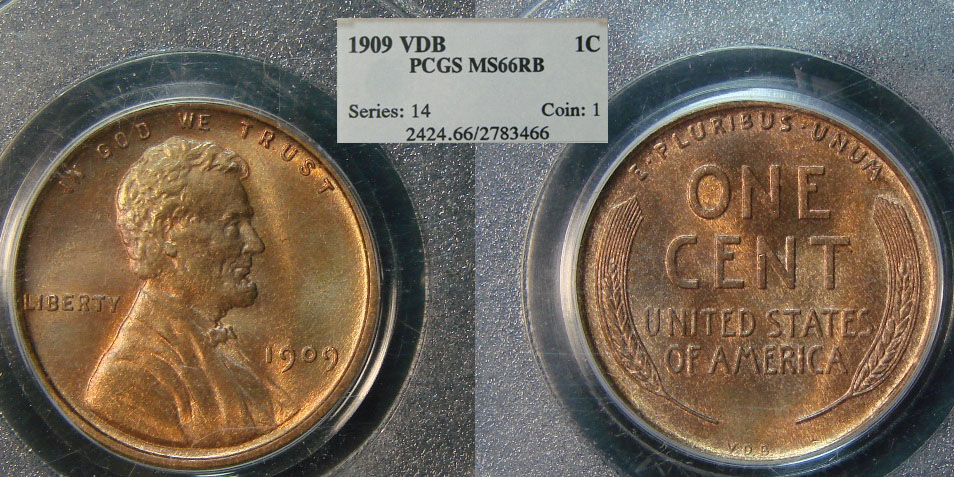 1909 VDB 1C
PCGS MS66RB
Series: 14 Coin: 1
2424.66/2783466
IN GOD WE TRUST
LIBERTY
1909
E·PLURIBUS·UNUM
ONE
CENT
UNITED STATES
OF AMERICA
VDB